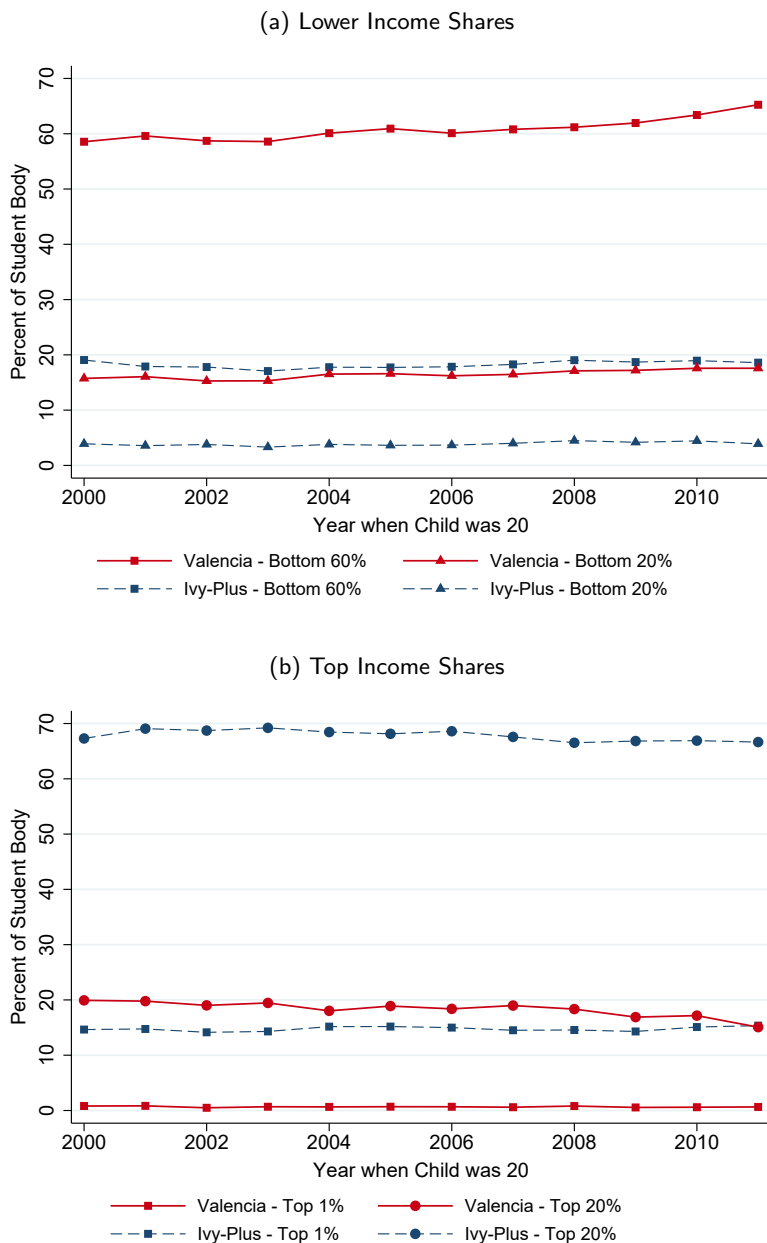 (a) Lower Income Shares
Percent of Student Body
70
60
50
40
30
20
10
0
2000 2002 2004 2006 2008 2010
Year when Child was 20
Valencia - Bottom 60% Valencia - Bottom 20%
Ivy-Plus - Bottom 60% Ivy-Plus - Bottom 20%
(b) Top Income Shares
Percent of Student Body
70
60
50
40
30
20
10
0
2000 2002 2004 2006 2008 2010
Year when Child was 20
Valencia - Top 1% Valencia - Top 20%
Ivy-Plus - Top 1% Ivy-Plus - Top 20%